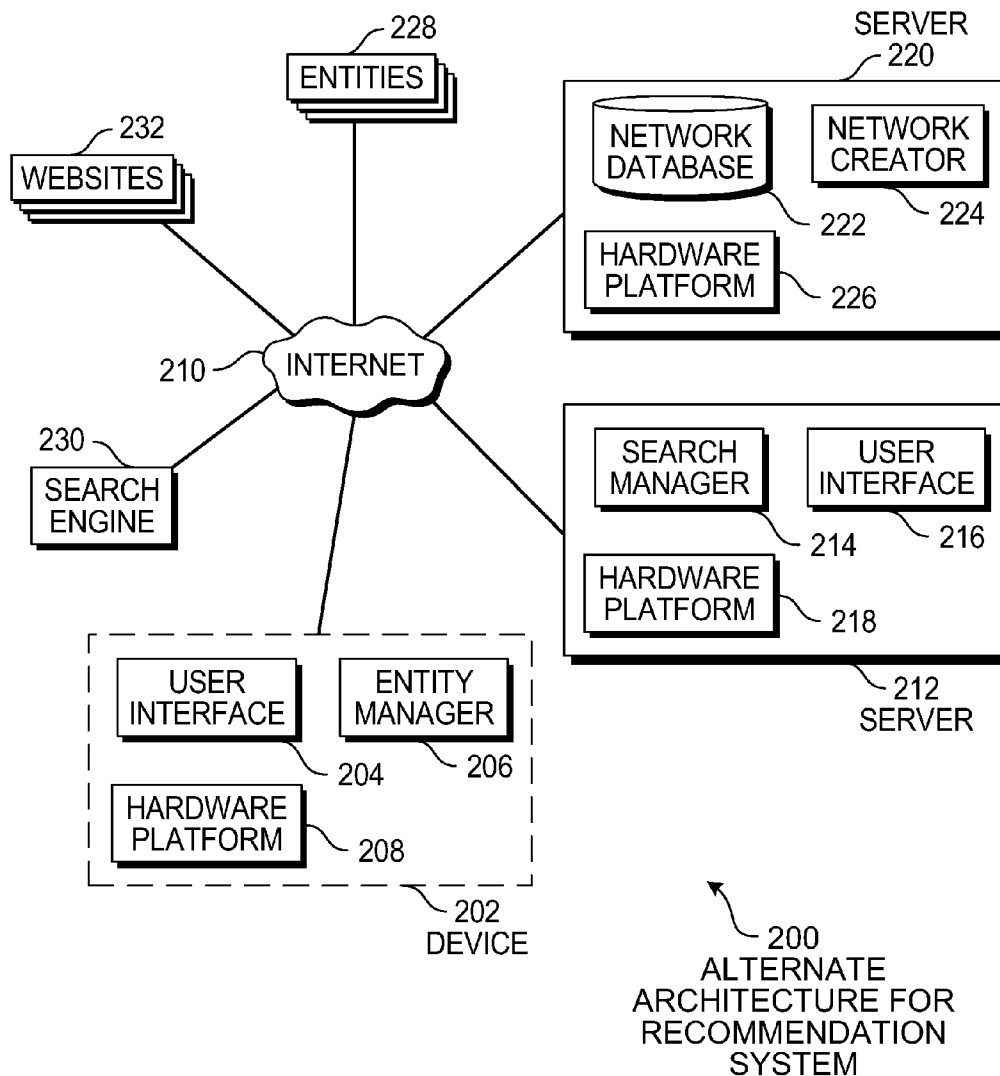 SERVER
220
228
ENTITIES
232
WEBSITES
NETWORK
DATABASE
222
NETWORK
CREATOR
224
HARDWARE
PLATFORM
226
210
INTERNET
230
SEARCH
ENGINE
SEARCH
MANAGER
214
USER
INTERFACE
216
HARDWARE
PLATFORM
218
212
SERVER
USER
INTERFACE
204
ENTITY
MANAGER
206
HARDWARE
PLATFORM
208
202
DEVICE
200
ALTERNATE
ARCHITECTURE FOR
RECOMMENDATION
SYSTEM